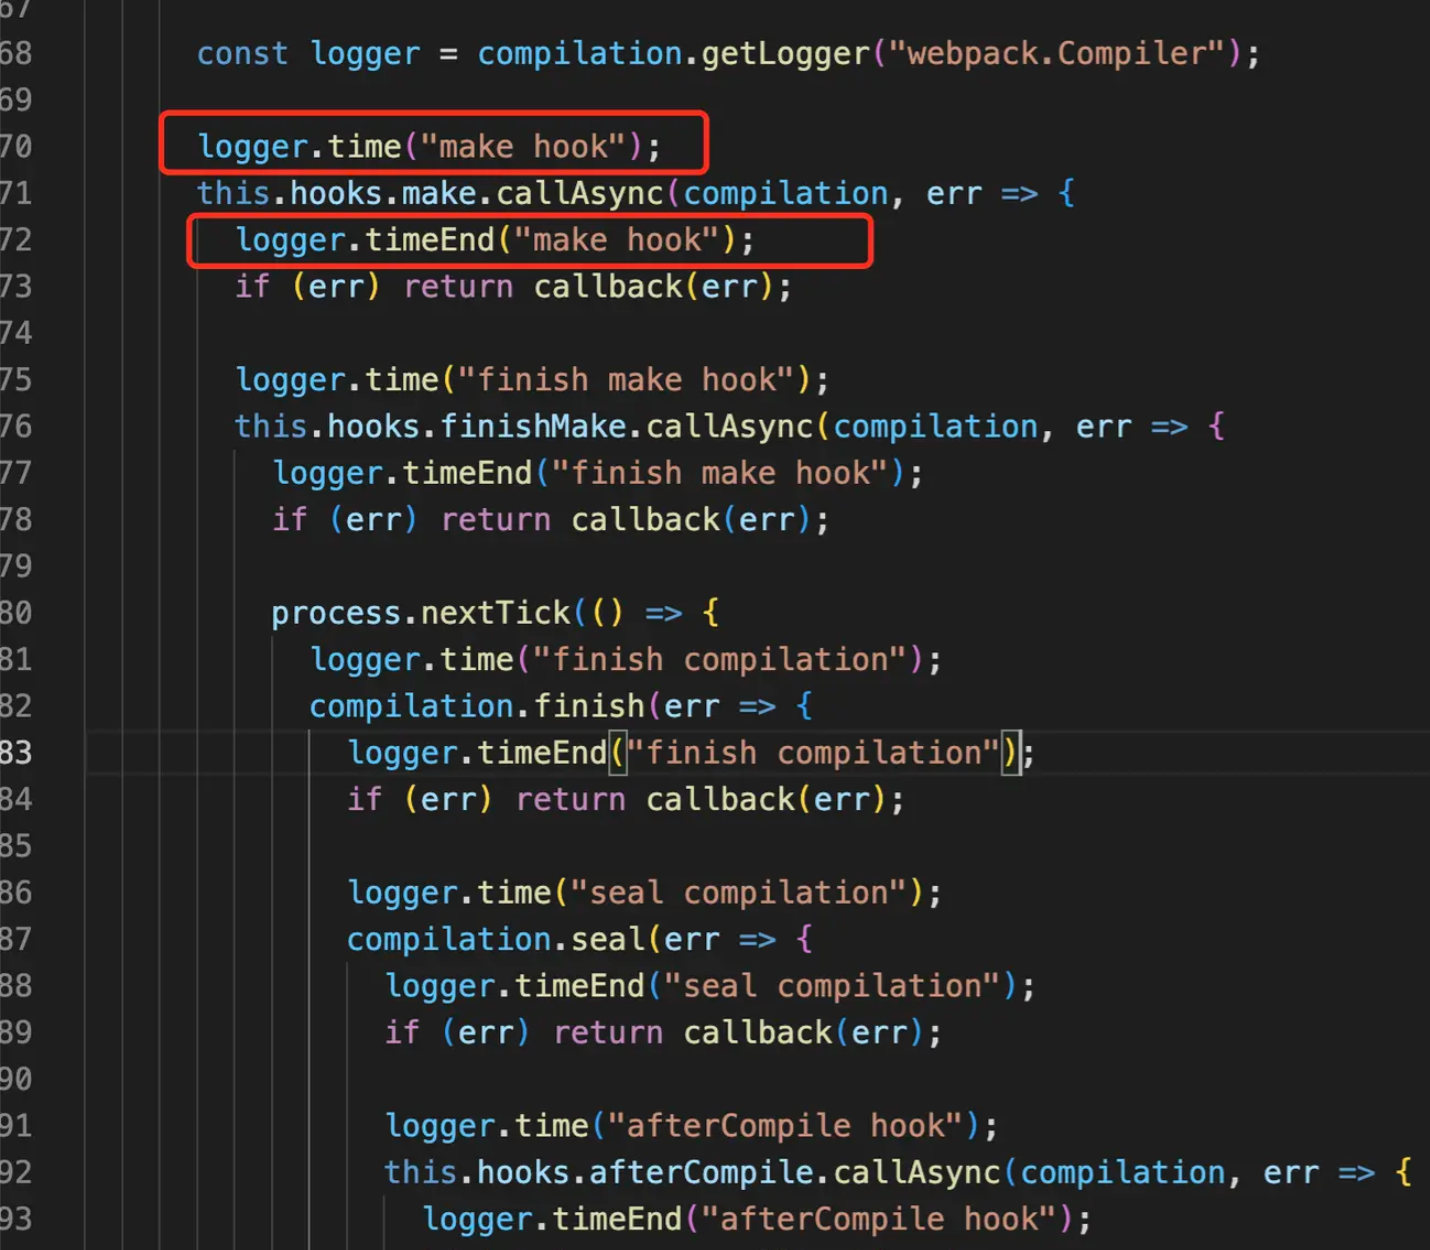 67
68 const logger = compilation.getLogger("webpack.Compiler");
69
70 logger.time("make hook");
71 this.hooks.make.callAsync(compilation, err => {
72 logger.timeEnd("make hook");
73 if (err) return callback(err);
74
75 logger.time("finish make hook");
76 this.hooks.finishMake.callAsync(compilation, err => {
77 logger.timeEnd("finish make hook");
78 if (err) return callback(err);
79
80 process.nextTick(() => {
81 logger.time("finish compilation");
82 compilation.finish(err => {
83 logger.timeEnd("finish compilation");
84 if (err) return callback(err);
85
86 logger.time("seal compilation");
87 compilation.seal(err => {
88 logger.timeEnd("seal compilation");
89 if (err) return callback(err);
90
91 logger.time("afterCompile hook");
92 this.hooks.afterCompile.callAsync(compilation, err => {
93 logger.timeEnd("afterCompile hook");